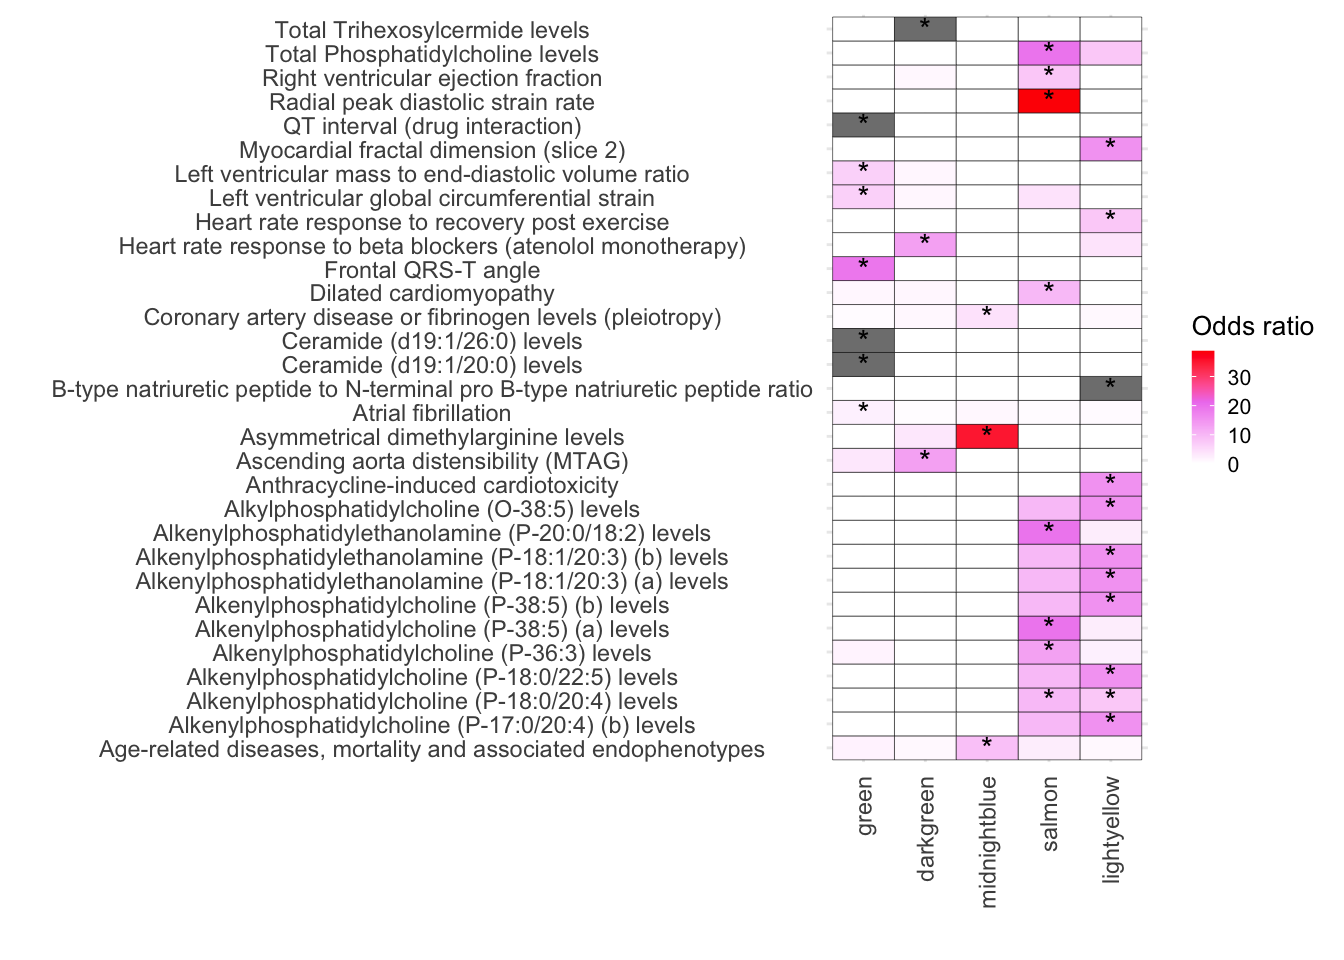 Total Trihexosylcermide levels
Total Phosphatidylcholine levels
Right ventricular ejection fraction
Radial peak diastolic strain rate
QT interval (drug interaction)
Myocardial fractal dimension (slice 2)
Left ventricular mass to end-diastolic volume ratio
Left ventricular global circumferential strain
Heart rate response to recovery post exercise
Heart rate response to beta blockers (atenolol monotherapy)
Frontal QRS-T angle
Dilated cardiomyopathy
Coronary artery disease or fibrinogen levels (pleiotropy)
Ceramide (d19:1/26:0) levels
Ceramide (d19:1/20:0) levels
B-type natriuretic peptide to N-terminal pro B-type natriuretic peptide ratio
Atrial fibrillation
Asymmetrical dimethylarginine levels
Ascending aorta distensibility (MTAG)
Anthracycline-induced cardiotoxicity
Alkylphosphatidylcholine (O-38:5) levels
Alkenylphosphatidylethanolamine (P-20:0/18:2) levels
Alkenylphosphatidylethanolamine (P-18:1/20:3) (b) levels
Alkenylphosphatidylethanolamine (P-18:1/20:3) (a) levels
Alkenylphosphatidylcholine (P-38:5) (b) levels
Alkenylphosphatidylcholine (P-38:5) (a) levels
Alkenylphosphatidylcholine (P-36:3) levels
Alkenylphosphatidylcholine (P-18:0/22:5) levels
Alkenylphosphatidylcholine (P-18:0/20:4) levels
Alkenylphosphatidylcholine (P-17:0/20:4) (b) levels
Age-related diseases, mortality and associated endophenotypes
green
darkgreen
midnightblue
salmon
lightyellow
Odds ratio
30
20
10
0